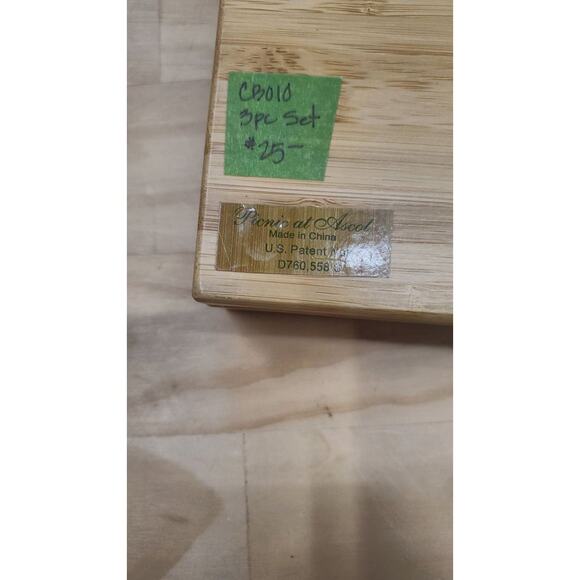 CB010
3pc Set
$25-
Picnic at Ascot
Made in China
U.S. Patent
D760,558 S